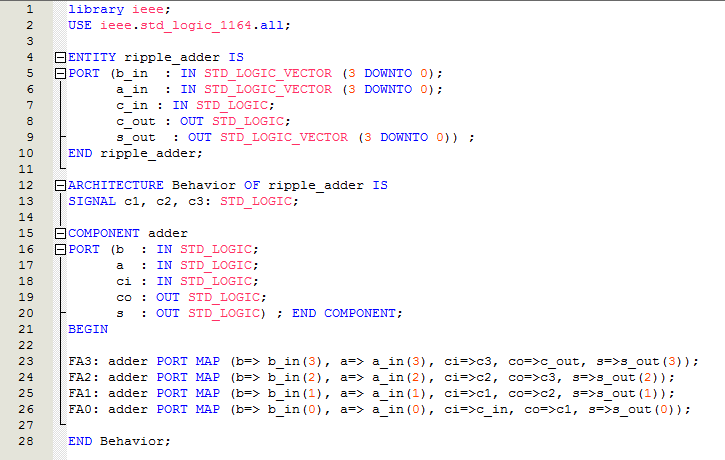 1 library ieee;
2 USE ieee.std_logic_1164.all;
3
4 ENTITY ripple_adder IS
5 PORT (b_in  : IN STD_LOGIC_VECTOR (3 DOWNTO 0);
6       a_in  : IN STD_LOGIC_VECTOR (3 DOWNTO 0);
7       c_in : IN STD_LOGIC;
8       c_out : OUT STD_LOGIC;
9       s_out  : OUT STD_LOGIC_VECTOR (3 DOWNTO 0)) ;
10 END ripple_adder;
11
12 ARCHITECTURE Behavior OF ripple_adder IS
13 SIGNAL c1, c2, c3: STD_LOGIC;
14
15 COMPONENT adder
16 PORT (b  : IN STD_LOGIC;
17       a  : IN STD_LOGIC;
18       ci : IN STD_LOGIC;
19       co : OUT STD_LOGIC;
20       s  : OUT STD_LOGIC) ; END COMPONENT;
21 BEGIN
22
23 FA3: adder PORT MAP (b=> b_in(3), a=> a_in(3), ci=>c3, co=>c_out, s=>s_out(3));
24 FA2: adder PORT MAP (b=> b_in(2), a=> a_in(2), ci=>c2, co=>c3, s=>s_out(2));
25 FA1: adder PORT MAP (b=> b_in(1), a=> a_in(1), ci=>c1, co=>c2, s=>s_out(1));
26 FA0: adder PORT MAP (b=> b_in(0), a=> a_in(0), ci=>c_in, co=>c1, s=>s_out(0));
27
28 END Behavior;